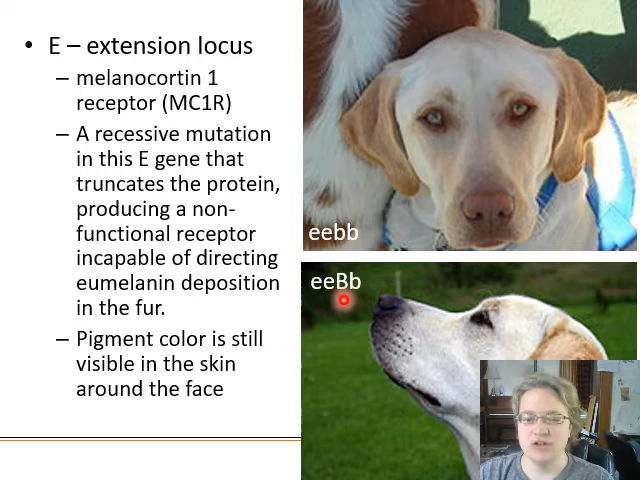 • E – extension locus
– melanocortin 1
receptor (MC1R)
– A recessive mutation
in this E gene that
truncates the protein,
producing a non-
functional receptor
incapable of directing
eumelanin deposition
in the fur.
– Pigment color is still
visible in the skin
around the face
eebb
eeBb